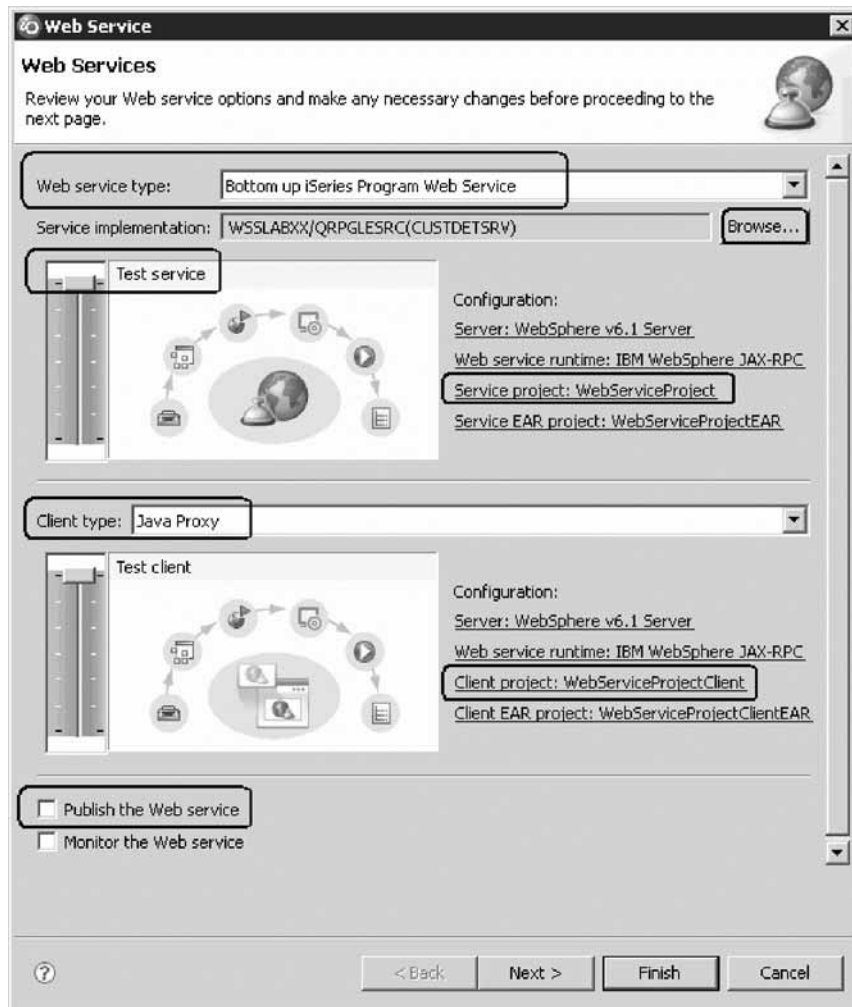 Web Service
Web Services
Review your Web service options and make any necessary changes before proceeding to the
next page.
Web service type: Bottom up iSeries Program Web Service
Service implementation: WSSLABXX/QRPGLESRC(CUSTDETSRV) Browse...
Test service
Configuration:
Server: WebSphere v6.1 Server
Web service runtime: IBM WebSphere JAX-RPC
Service project: WebServiceProject
Service EAR project: WebServiceProjectEAR
Client type: Java Proxy
Test client
Configuration:
Server: WebSphere v6.1 Server
Web service runtime: IBM WebSphere JAX-RPC
Client project: WebServiceProjectClient
Client EAR project: WebServiceProjectClientEAR
Publish the Web service
Monitor the Web service
? < Back Next > Finish Cancel